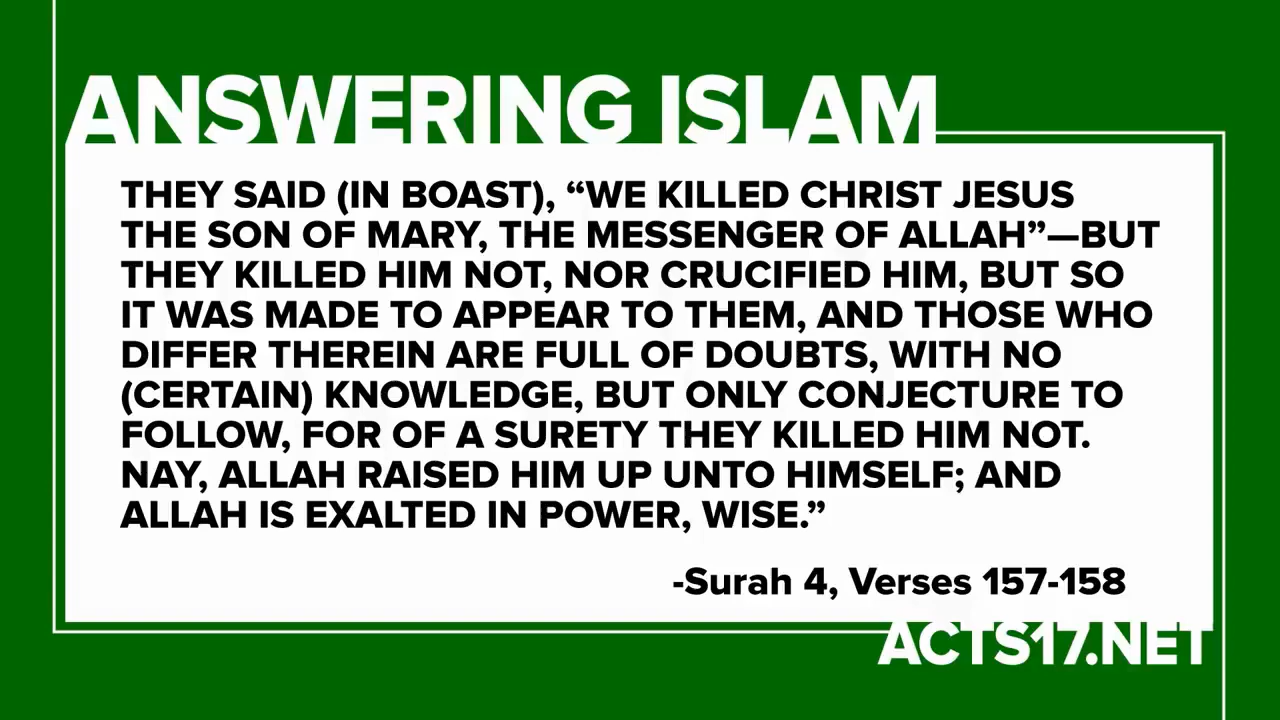 ANSWERING ISLAM
THEY SAID (IN BOAST), “WE KILLED CHRIST JESUS
THE SON OF MARY, THE MESSENGER OF ALLAH”—BUT
THEY KILLED HIM NOT, NOR CRUCIFIED HIM, BUT SO
IT WAS MADE TO APPEAR TO THEM, AND THOSE WHO
DIFFER THEREIN ARE FULL OF DOUBTS, WITH NO
(CERTAIN) KNOWLEDGE, BUT ONLY CONJECTURE TO
FOLLOW, FOR OF A SURETY THEY KILLED HIM NOT.
NAY, ALLAH RAISED HIM UP UNTO HIMSELF; AND
ALLAH IS EXALTED IN POWER, WISE.”
-Surah 4, Verses 157-158
ACTS17.NET